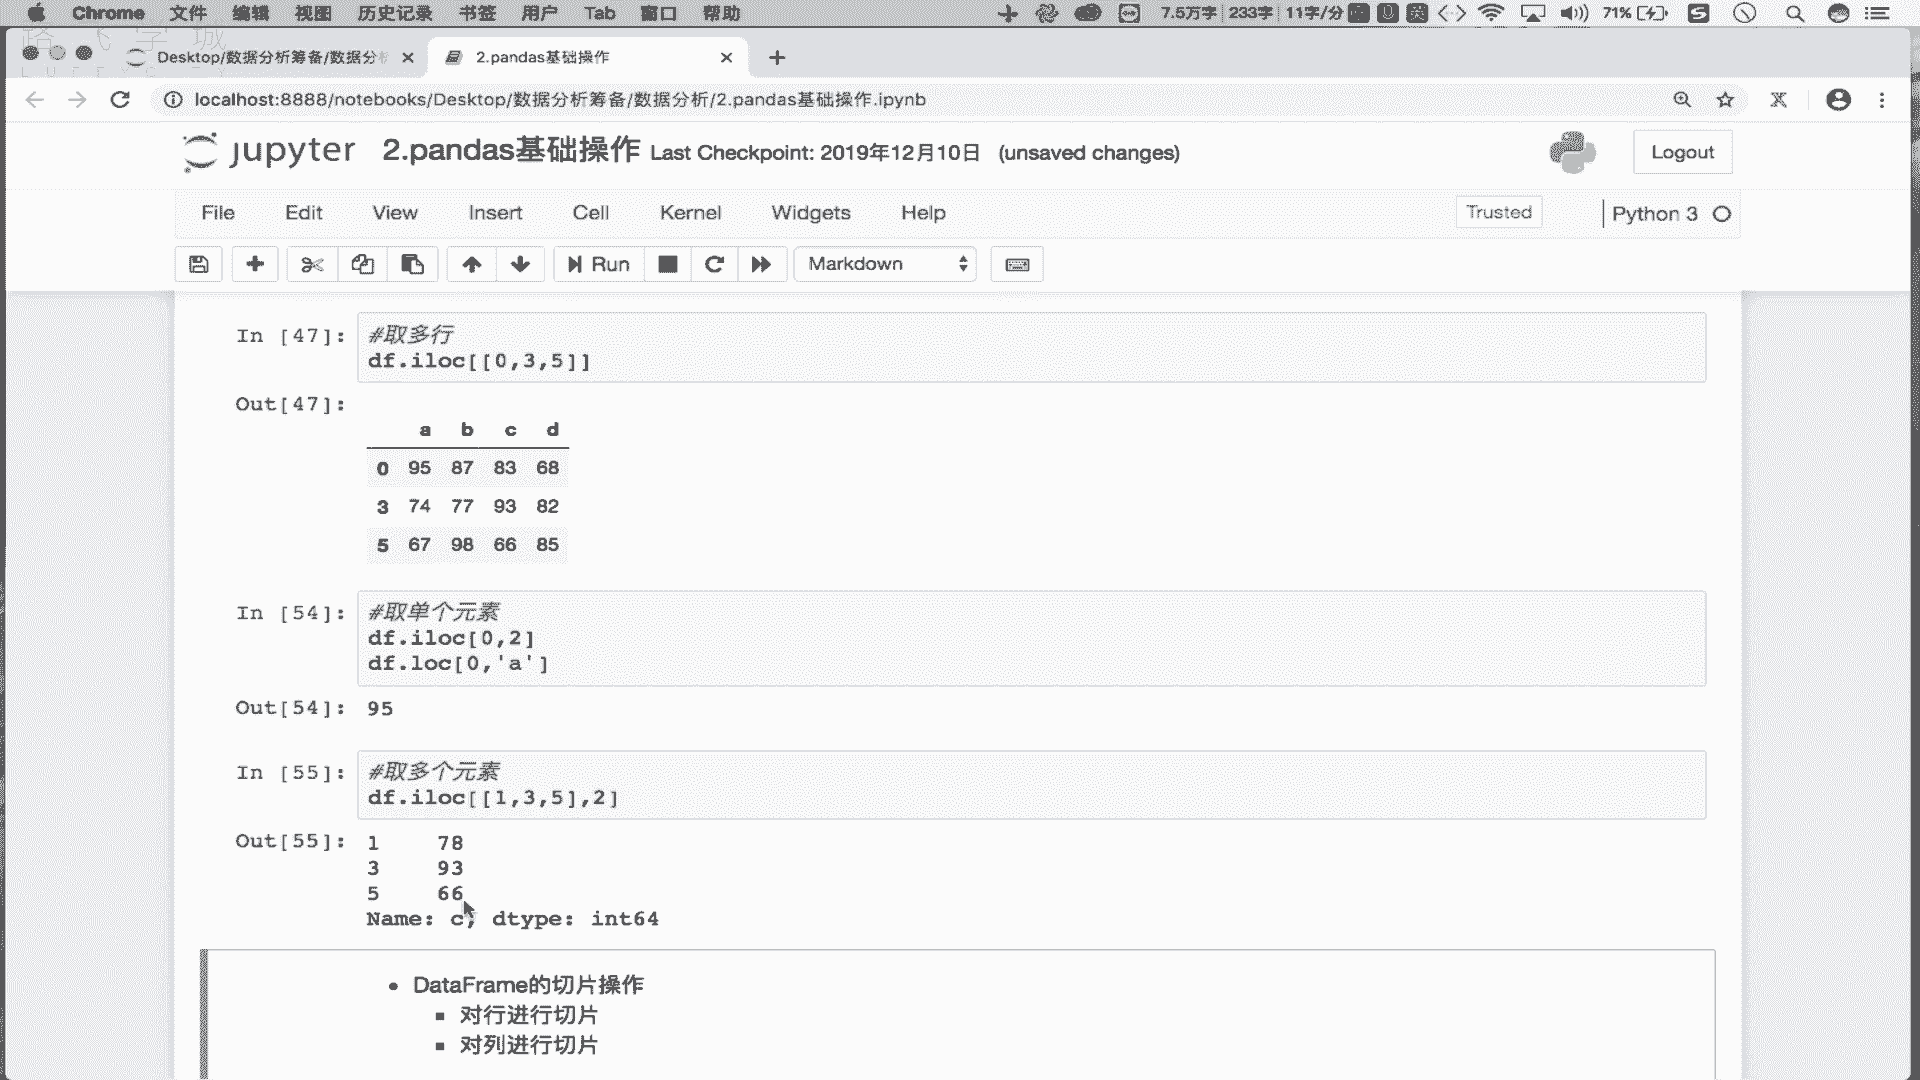 Chrome 文件 编辑 视图 历史记录 书签 用户 Tab 窗口 帮助 7.5万字 233字 11字/分 英 71%
Desktop/数据分析筹备/数据分析 2.pandas基础操作
localhost:8888/notebooks/Desktop/数据分析筹备/数据分析/2.pandas基础操作.ipynb
jupyter 2.pandas基础操作 Last Checkpoint: 2019年12月10日 (unsaved changes) Logout
File Edit View Insert Cell Kernel Widgets Help Trusted Python 3
Run Markdown
In [47]: #取多行
df.iloc[[0,3,5]]
Out[47]:
a b c d
0 95 87 83 68
3 74 77 93 82
5 67 98 66 85
In [54]: #取单个元素
df.iloc[0,2]
df.loc[0,'a']
Out[54]: 95
In [55]: #取多个元素
df.iloc[[1,3,5],2]
Out[55]: 1 78
3 93
5 66
Name: c, dtype: int64
DataFrame的切片操作
对行进行切片
对列进行切片